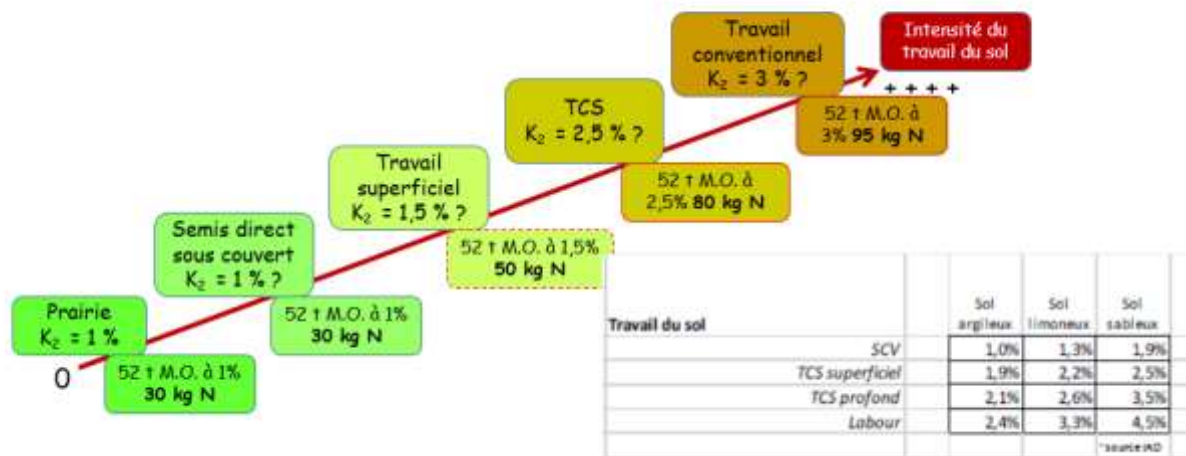 Travail
conventionnel
K₂ = 3 % ?
Intensité du
travail du sol
+ + + +
52 t M.O. à
3% 95 kg N
TCS
K₂ = 2,5 % ?
52 t M.O. à
2,5% 80 kg N
Travail
superficiel
K₂ = 1,5 % ?
52 t M.O. à 1,5%
50 kg N
Semis direct
sous couvert
K₂ = 1 % ?
52 t M.O. à 1%
30 kg N
Prairie
K₂ = 1 %
0
52 t M.O. à 1%
30 kg N
Travail du sol Sol argileux Sol limoneux Sol sableux
SCV 1,0% 1,3% 1,9%
TCS superficiel 1,9% 2,2% 2,5%
TCS profond 2,1% 2,6% 3,5%
Labour 2,4% 3,3% 4,5%
source